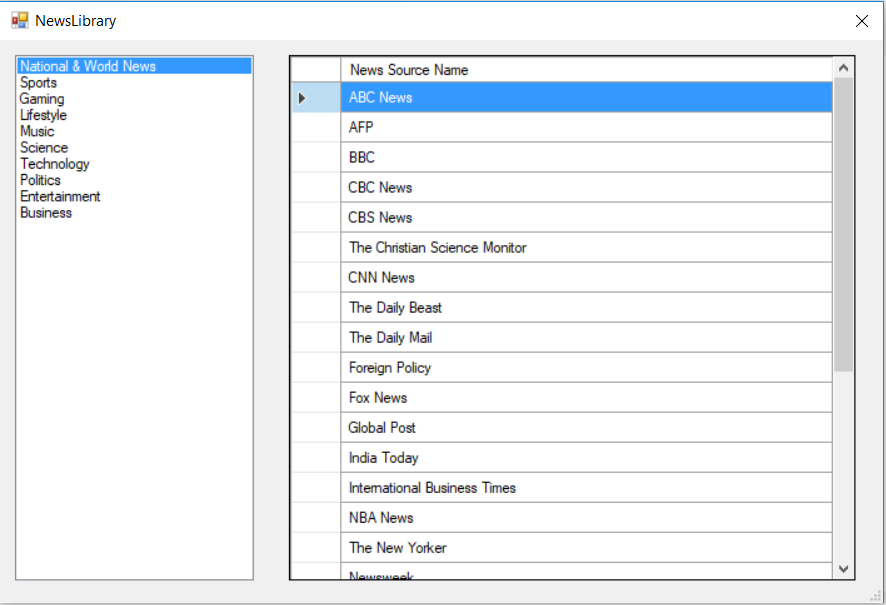 NewsLibrary
National & World News
Sports
Gaming
Lifestyle
Music
Science
Technology
Politics
Entertainment
Business
News Source Name
ABC News
AFP
BBC
CBC News
CBS News
The Christian Science Monitor
CNN News
The Daily Beast
The Daily Mail
Foreign Policy
Fox News
Global Post
India Today
International Business Times
NBA News
The New Yorker
Newsweek